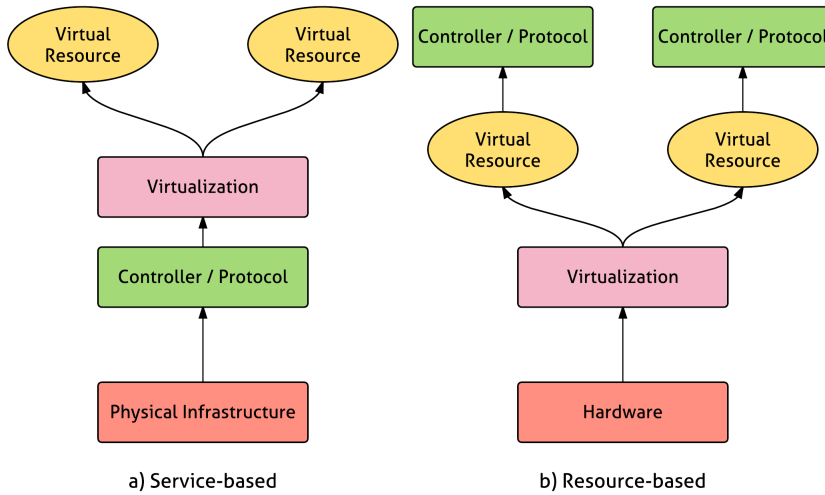 Virtual
Resource
Virtual
Resource
Virtualization
Controller / Protocol
Physical Infrastructure
a) Service-based
Controller / Protocol
Controller / Protocol
Virtual
Resource
Virtual
Resource
Virtualization
Hardware
b) Resource-based